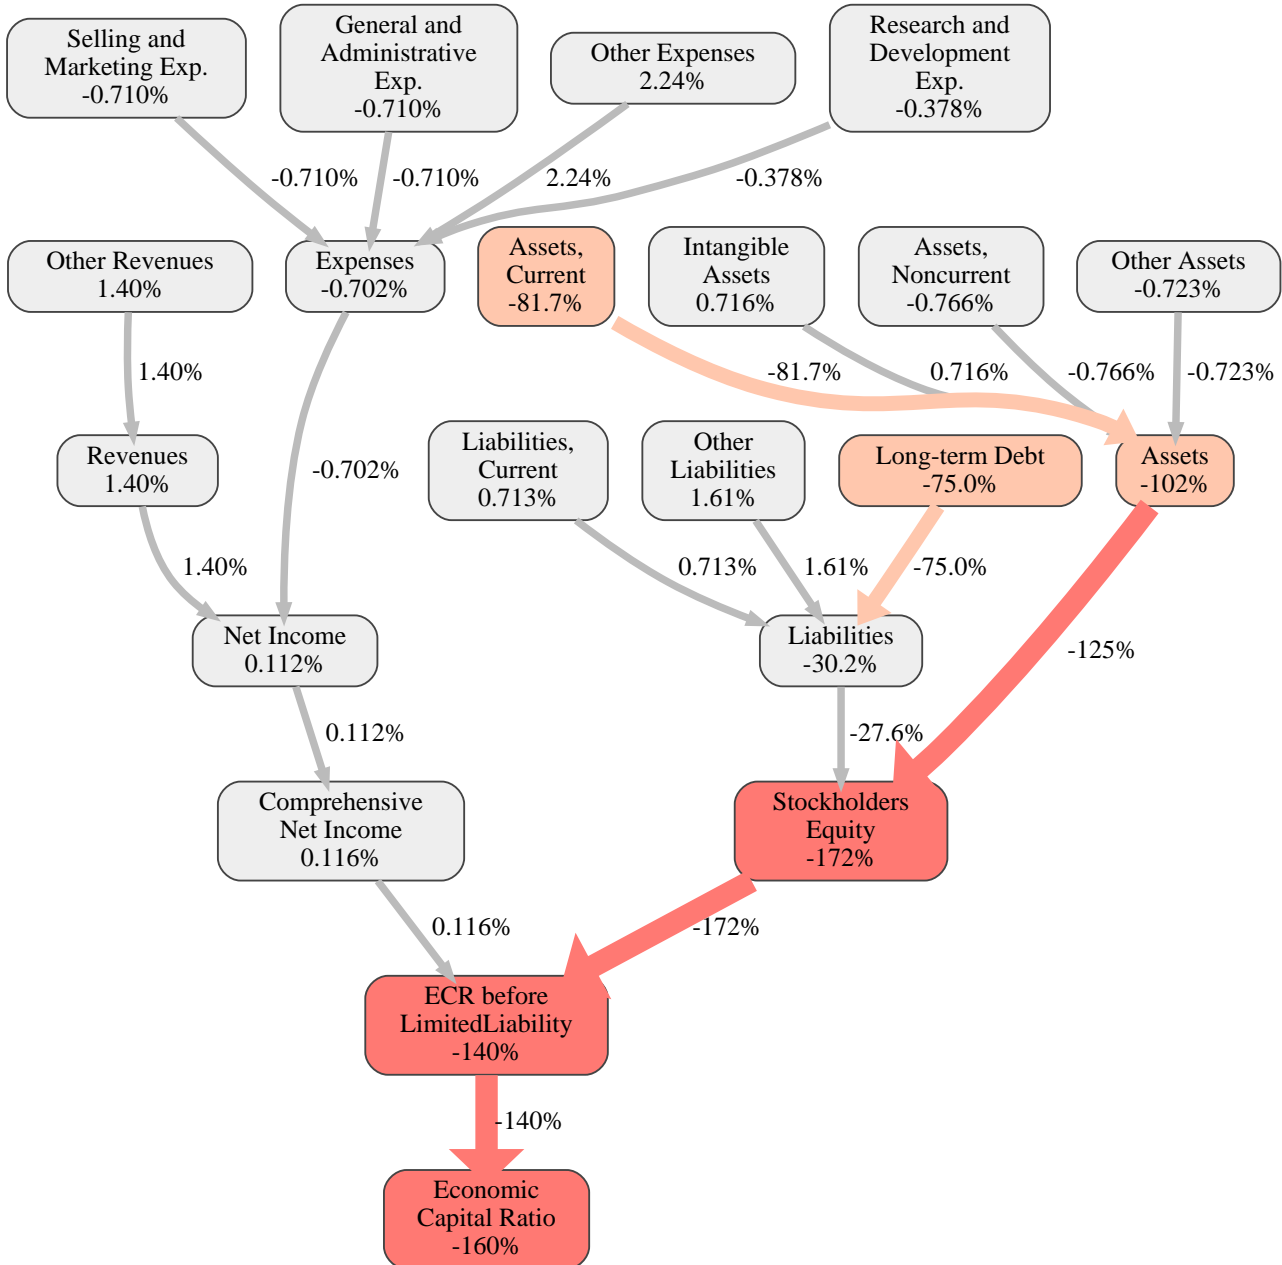 Selling and
Marketing Exp.
-0.710%
General and
Administrative
Exp.
-0.710%
Other Expenses
2.24%
Research and
Development
Exp.
-0.378%
-0.710%
-0.710%
2.24%
-0.378%
Other Revenues
1.40%
Expenses
-0.702%
Assets,
Current
-81.7%
Intangible
Assets
0.716%
Assets,
Noncurrent
-0.766%
Other Assets
-0.723%
1.40%
-81.7%
0.716%
-0.766%
-0.723%
Revenues
1.40%
-0.702%
Liabilities,
Current
0.713%
Other
Liabilities
1.61%
Long-term Debt
-75.0%
Assets
-102%
1.40%
0.713%
1.61%
-75.0%
Net Income
0.112%
Liabilities
-30.2%
-125%
0.112%
-27.6%
Comprehensive
Net Income
0.116%
Stockholders
Equity
-172%
0.116%
-172%
ECR before
LimitedLiability
-140%
-140%
Economic
Capital Ratio
-160%